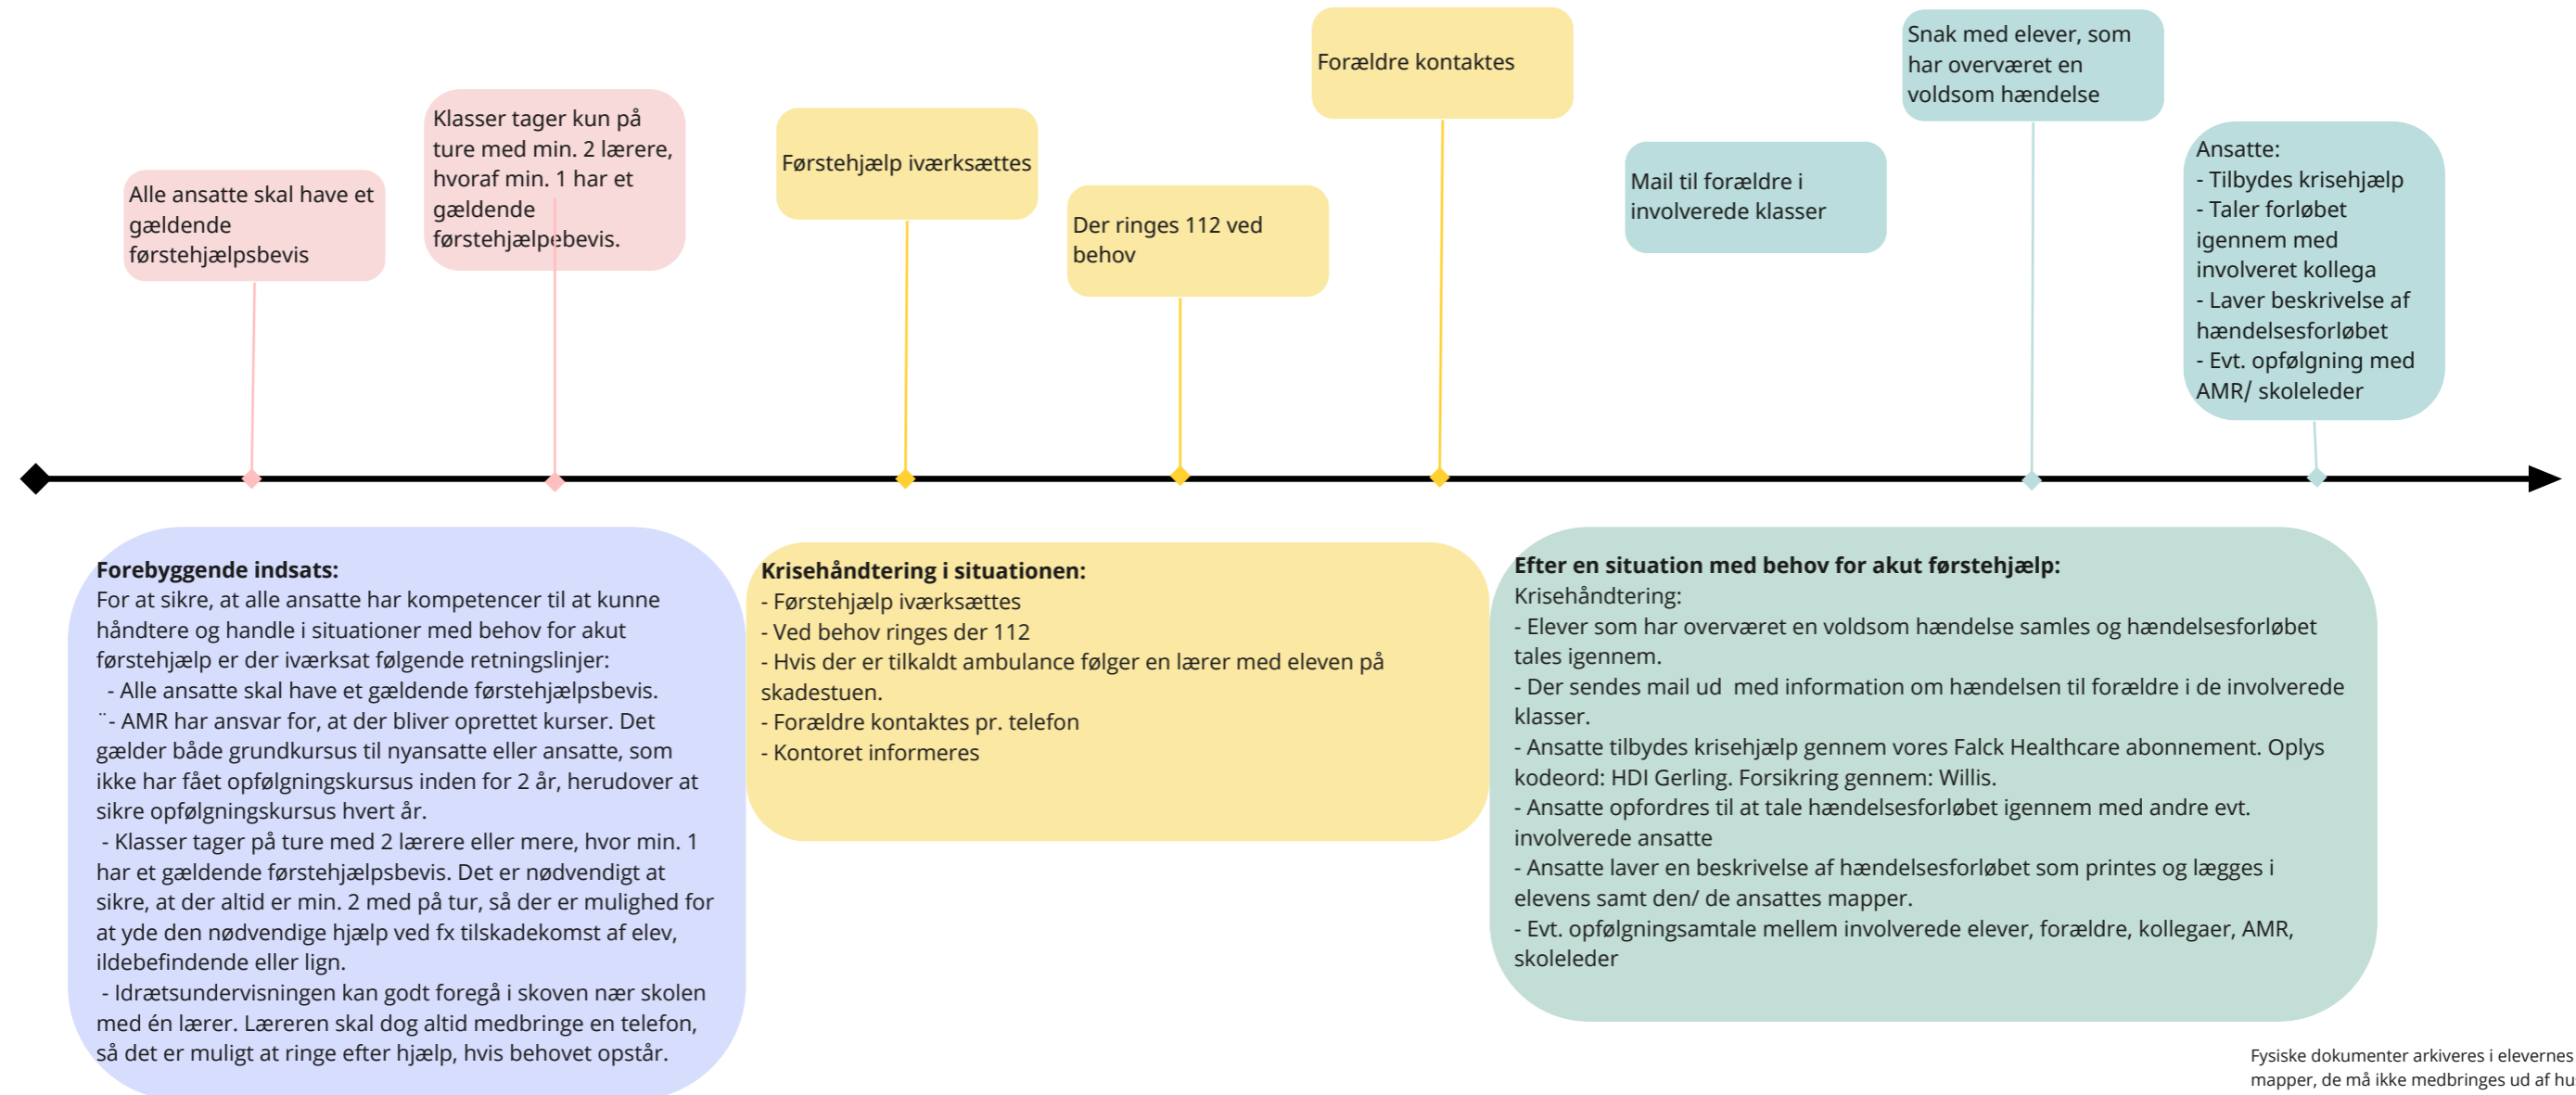 Alle ansatte skal have et
gældende
førstehjælpsbevis
Klasser tager kun på
ture med min. 2 lærere,
hvoraf min. 1 har et
gældende
førstehjælpebevis.
Førstehjælp iværksættes
Der ringes 112 ved
behov
Forældre kontaktes
Mail til forældre i
involverede klasser
Snak med elever, som
har overværet en
voldsom hændelse
Ansatte:
- Tilbydes krisehjælp
- Taler forløbet
igennem med
involveret kollega
- Laver beskrivelse af
hændelsesforløbet
- Evt. opfølgning med
AMR/ skoleleder
Forebyggende indsats:
For at sikre, at alle ansatte har kompetencer til at kunne
håndtere og handle i situationer med behov for akut
førstehjælp er der iværksat følgende retningslinjer:
- Alle ansatte skal have et gældende førstehjælpsbevis.
¨- AMR har ansvar for, at der bliver oprettet kurser. Det
gælder både grundkursus til nyansatte eller ansatte, som
ikke har fået opfølgningskursus inden for 2 år, herudover at
sikre opfølgningskursus hvert år.
- Klasser tager på ture med 2 lærere eller mere, hvor min. 1
har et gældende førstehjælpsbevis. Det er nødvendigt at
sikre, at der altid er min. 2 med på tur, så der er mulighed for
at yde den nødvendige hjælp ved fx tilskadekomst af elev,
ildebefindende eller lign.
- Idrætsundervisningen kan godt foregå i skoven nær skolen
med én lærer. Læreren skal dog altid medbringe en telefon,
så det er muligt at ringe efter hjælp, hvis behovet opstår.
Krisehåndtering i situationen:
- Førstehjælp iværksættes
- Ved behov ringes der 112
- Hvis der er tilkaldt ambulance følger en lærer med eleven på
skadestuen.
- Forældre kontaktes pr. telefon
- Kontoret informeres
Efter en situation med behov for akut førstehjælp:
Krisehåndtering:
- Elever som har overværet en voldsom hændelse samles og hændelsesforløbet
tales igennem.
- Der sendes mail ud  med information om hændelsen til forældre i de involverede
klasser.
- Ansatte tilbydes krisehjælp gennem vores Falck Healthcare abonnement. Oplys
kodeord: HDI Gerling. Forsikring gennem: Willis.
- Ansatte opfordres til at tale hændelsesforløbet igennem med andre evt.
involverede ansatte
- Ansatte laver en beskrivelse af hændelsesforløbet som printes og lægges i
elevens samt den/ de ansattes mapper.
- Evt. opfølgningsamtale mellem involverede elever, forældre, kollegaer, AMR,
skoleleder
Fysiske dokumenter arkiveres i elevernes
mapper, de må ikke medbringes ud af